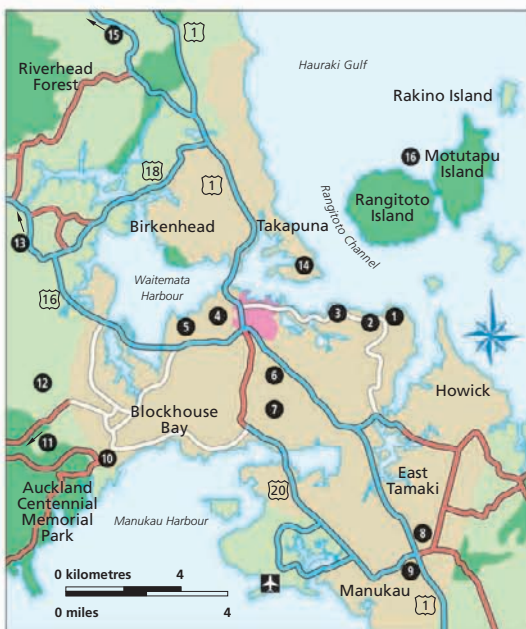 15
1
Hauraki Gulf
Riverhead
Forest
Rakino Island
16
Motutapu
Island
18
1
Rangitoto
Island
Birkenhead
Takapuna
Rangitoto Channel
13
14
Waitemata
Harbour
16
5
4
3
2
1
6
12
7
Howick
Blockhouse
Bay
11
10
Auckland
Centennial
Memorial
Park
20
East
Tamaki
Manukau Harbour
8
9
0 kilometres 4
0 miles 4
Manukau
1